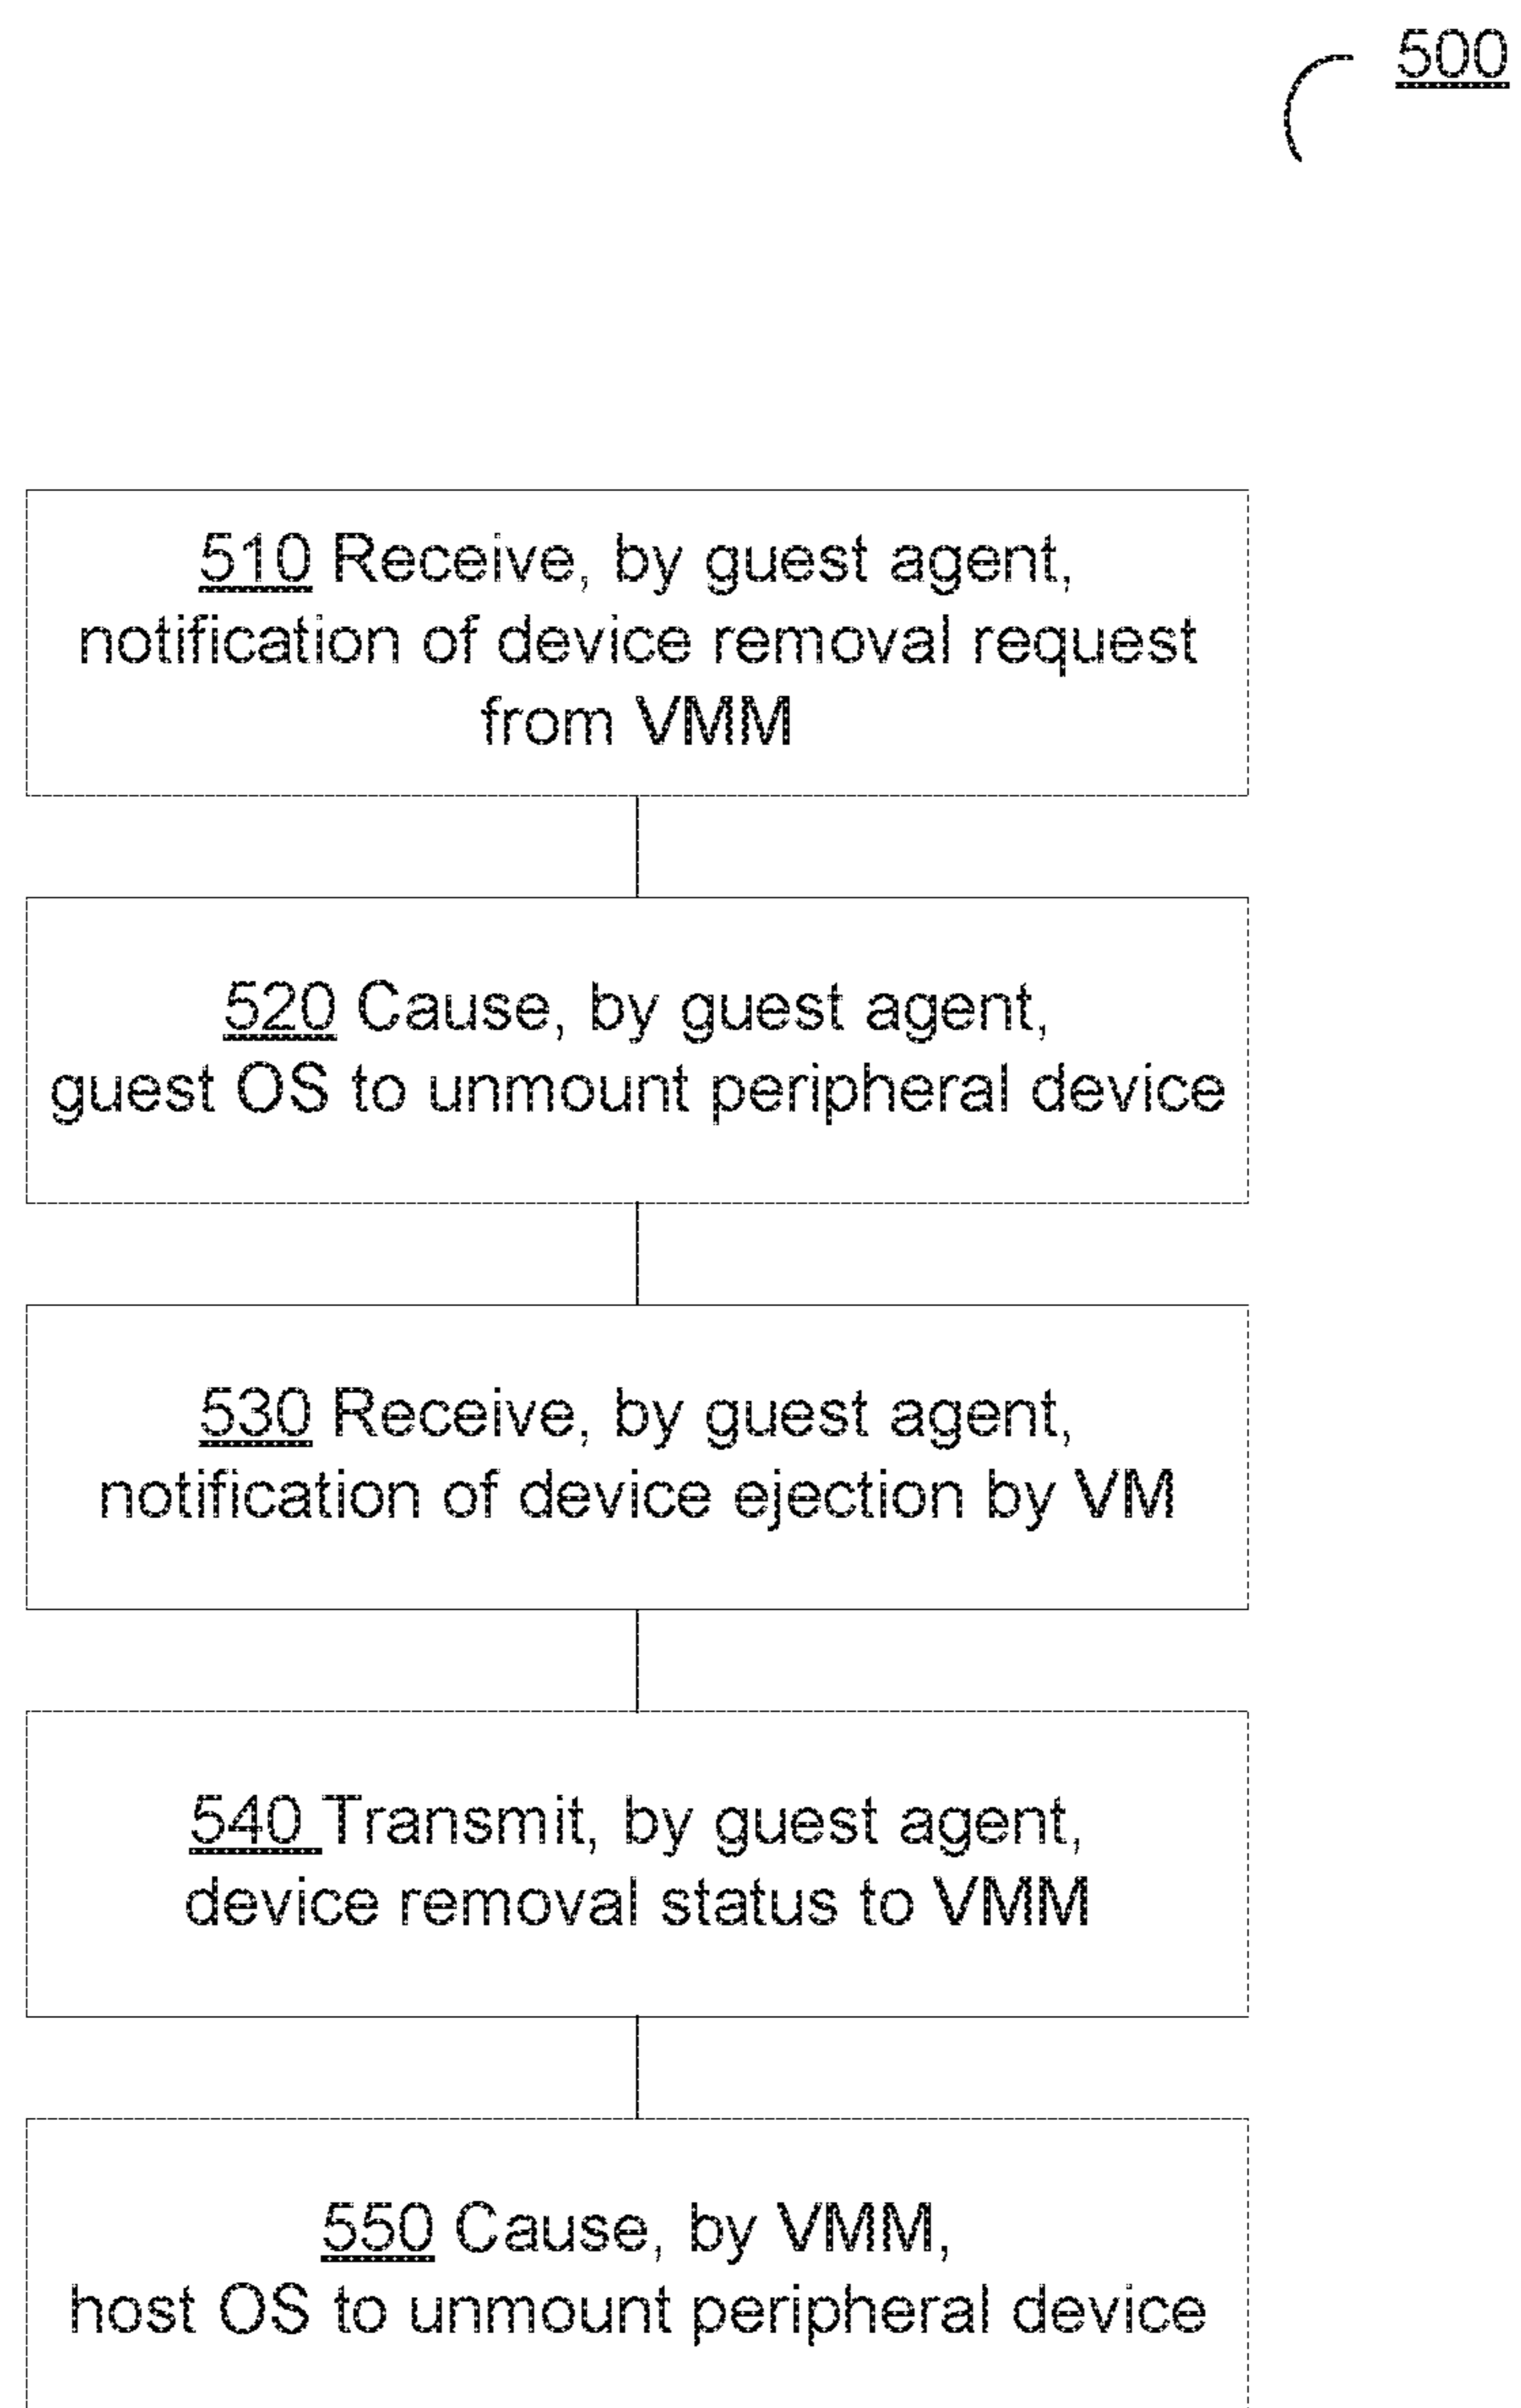 500
510 Receive, by guest agent,
notification of device removal request
from VMM
520 Cause, by guest agent,
guest OS to unmount peripheral device
530 Receive, by guest agent,
notification of device ejection by VM
540 Transmit, by guest agent,
device removal status to VMM
550 Cause, by VMM,
host OS to unmount peripheral device